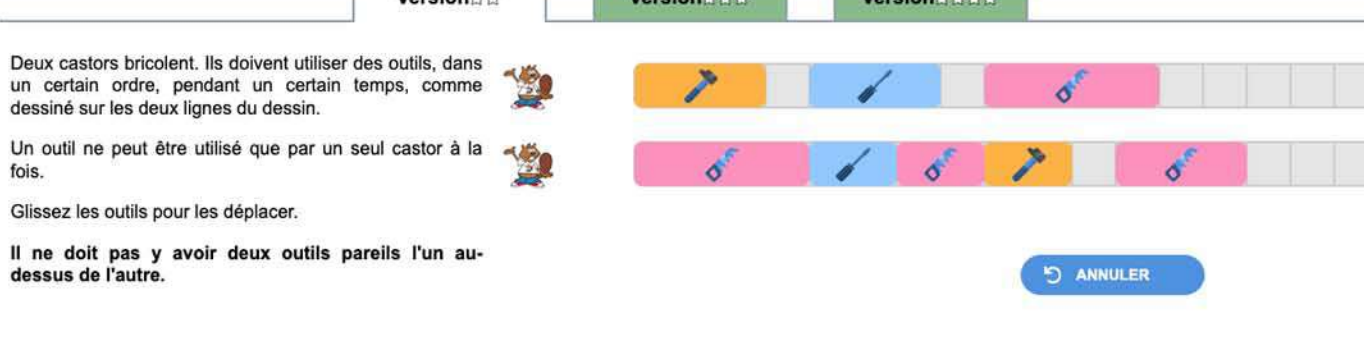 version
version
version
Deux castors bricolent. Ils doivent utiliser des outils, dans
un certain ordre, pendant un certain temps, comme
dessiné sur les deux lignes du dessin.
Un outil ne peut être utilisé que par un seul castor à la
fois.
Glissez les outils pour les déplacer.
Il ne doit pas y avoir deux outils pareils l'un au-
dessus de l'autre.
ANNULER